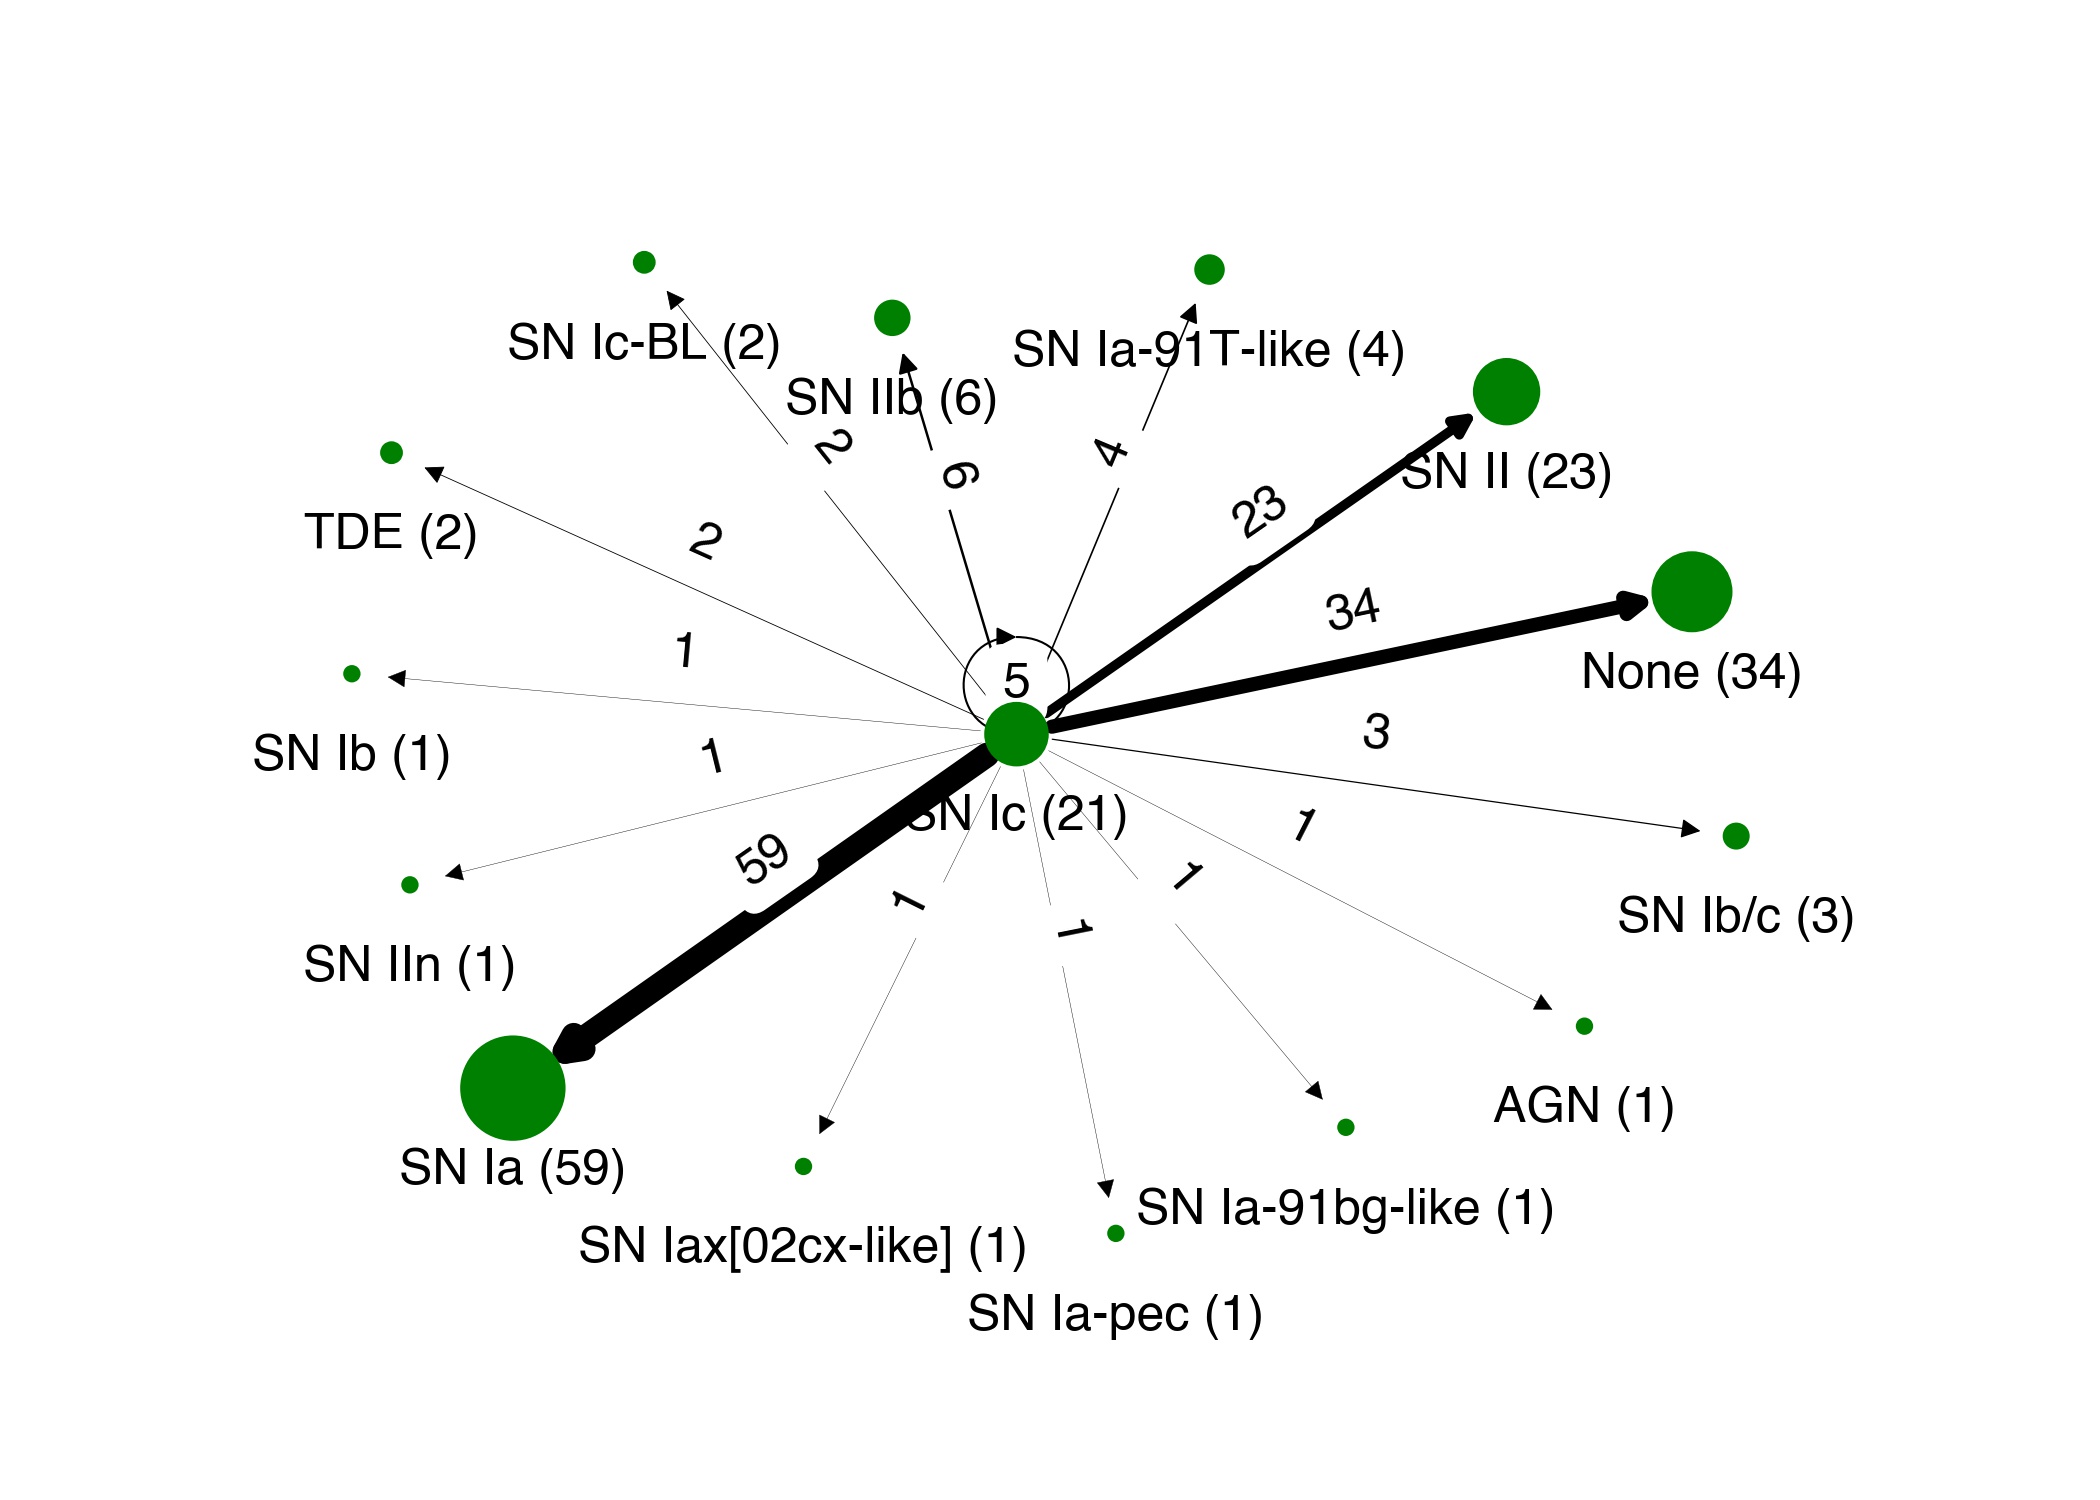 SN Ic-BL (2)
SN IIb (6)
SN Ia-91T-like (4)
SN II (23)
2
6
4
23
TDE (2)
2
34
None (34)
1
5
3
SN Ib (1)
1
SN Ic (21)
1
SN Ib/c (3)
59
1
1
1
SN IIn (1)
AGN (1)
SN Ia (59)
SN Ia-91bg-like (1)
SN Iax[02cx-like] (1)
SN Ia-pec (1)